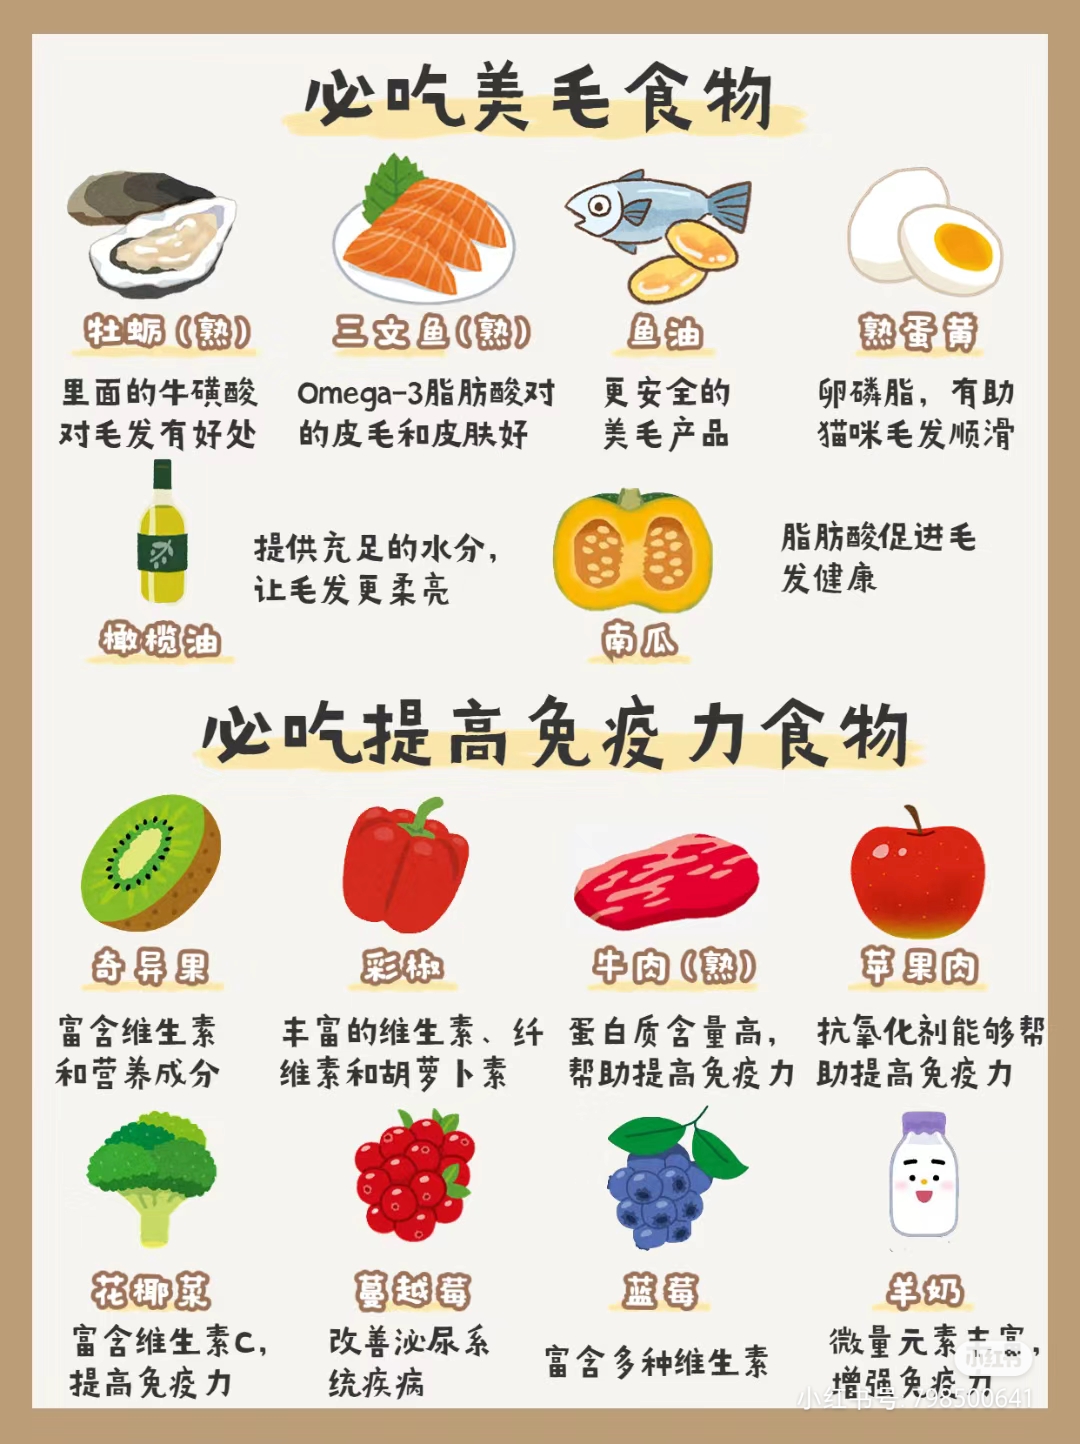 必吃美毛食物
牡蛎（熟）
三文鱼（熟）
鱼油
熟蛋黄
里面的牛磺酸
对毛发有好处
Omega-3脂肪酸对
的皮毛和皮肤好
更安全的
美毛产品
卵磷脂，有助
猫咪毛发顺滑
橄榄油
提供充足的水分，
让毛发更柔亮
南瓜
脂肪酸促进毛
发健康
必吃提高免疫力食物
奇异果
彩椒
牛肉（熟）
苹果肉
富含维生素
和营养成分
丰富的维生素、纤
维素和胡萝卜素
蛋白质含量高，
帮助提高免疫力
抗氧化剂能够帮
助提高免疫力
花椰菜
蔓越莓
蓝莓
羊奶
富含维生素C，
提高免疫力
改善泌尿系
统疾病
富含多种维生素
微量元素丰富，
增强免疫力
小红书
小红书号 798500641